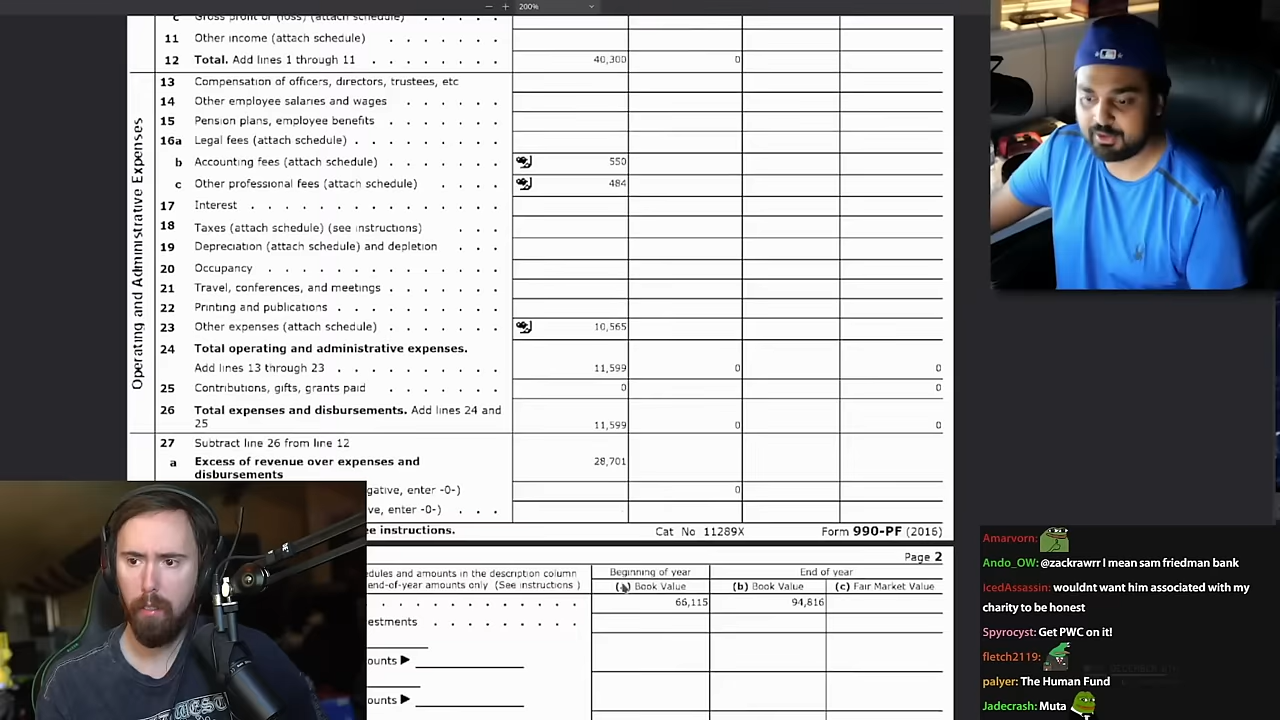 200%
c Gross profit or (loss) (attach schedule)
11 Other income (attach schedule)
12 Total. Add lines 1 through 11 40,300 0
Operating and Administrative Expenses
13 Compensation of officers, directors, trustees, etc
14 Other employee salaries and wages
15 Pension plans, employee benefits
16a Legal fees (attach schedule)
b Accounting fees (attach schedule) 550
c Other professional fees (attach schedule) 484
17 Interest
18 Taxes (attach schedule) (see instructions)
19 Depreciation (attach schedule) and depletion
20 Occupancy
21 Travel, conferences, and meetings
22 Printing and publications
23 Other expenses (attach schedule) 10,565
24 Total operating and administrative expenses.
Add lines 13 through 23 11,599 0 0
25 Contributions, gifts, grants paid 0 0
26 Total expenses and disbursements. Add lines 24 and
25 11,599 0 0
27 Subtract line 26 from line 12
a Excess of revenue over expenses and 28,701
disbursements
gative, enter -0-) 0
ve, enter -0-)
ee instructions. Cat No 11289X Form 990-PF (2016)
Page 2
dules and amounts in the description column Beginning of year End of year
end-of-year amounts only (See instructions ) (a) Book Value (b) Book Value (c) Fair Market Value
66,115 94,816
estments
ounts ▶
ounts ▶
Amarvorn:
Ando_OW: @zackrawrr I mean sam friedman bank
IcedAssassin: wouldnt want him associated with my
charity to be honest
Spyrocyst: Get PWC on it!
fletch2119:
palyer: The Human Fund
Jadecrash: Muta